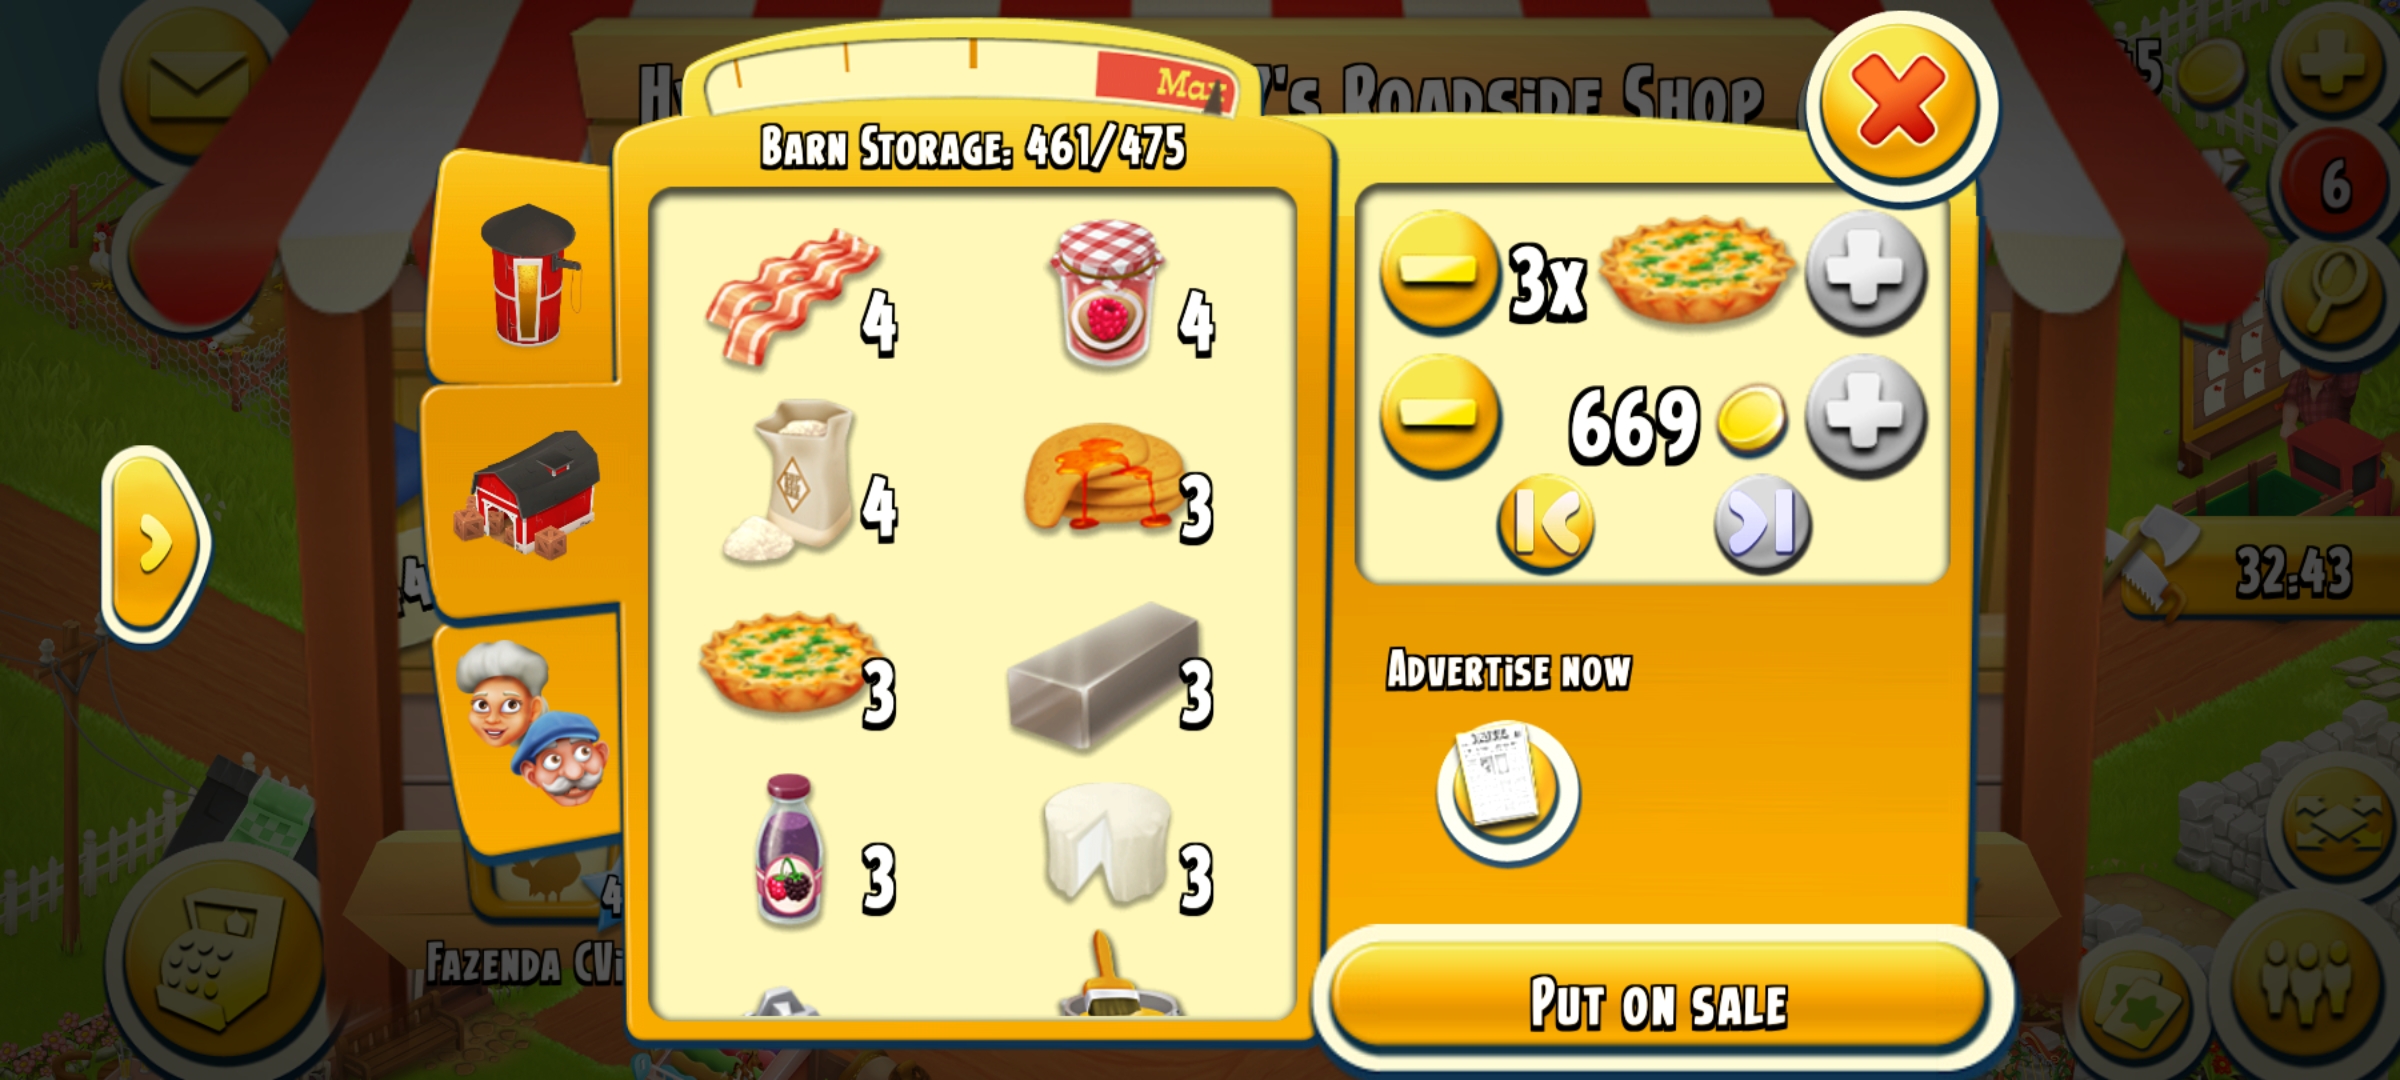 Max
'S ROADSIDE SHOP
BARN STORAGE: 461/475
6
4
4
3x
4
3
669
32:43
3
3
ADVERTISE NOW
3
3
FAZENDA CVi
PUT ON SALE